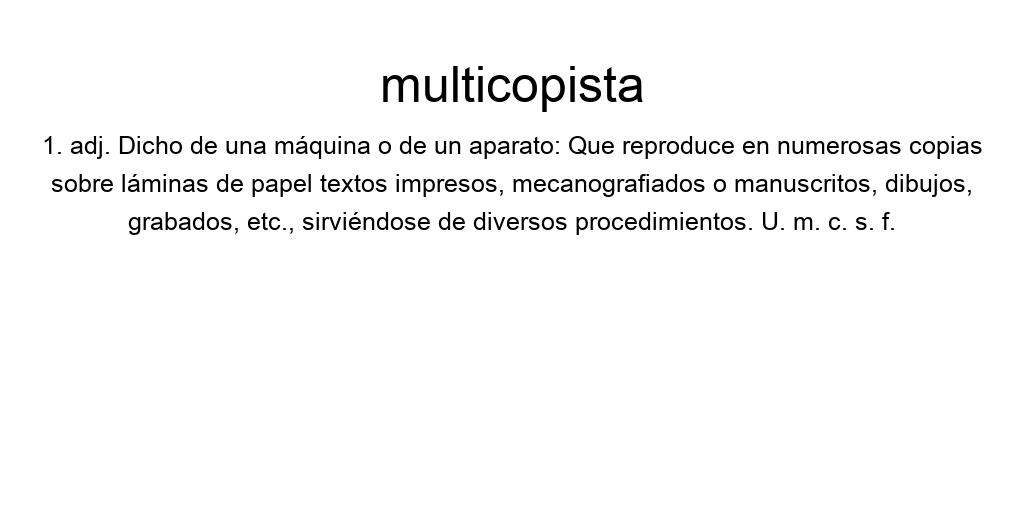 multicopista
1. adj. Dicho de una máquina o de un aparato: Que reproduce en numerosas copias
sobre láminas de papel textos impresos, mecanografiados o manuscritos, dibujos,
grabados, etc., sirviéndose de diversos procedimientos. U. m. c. s. f.